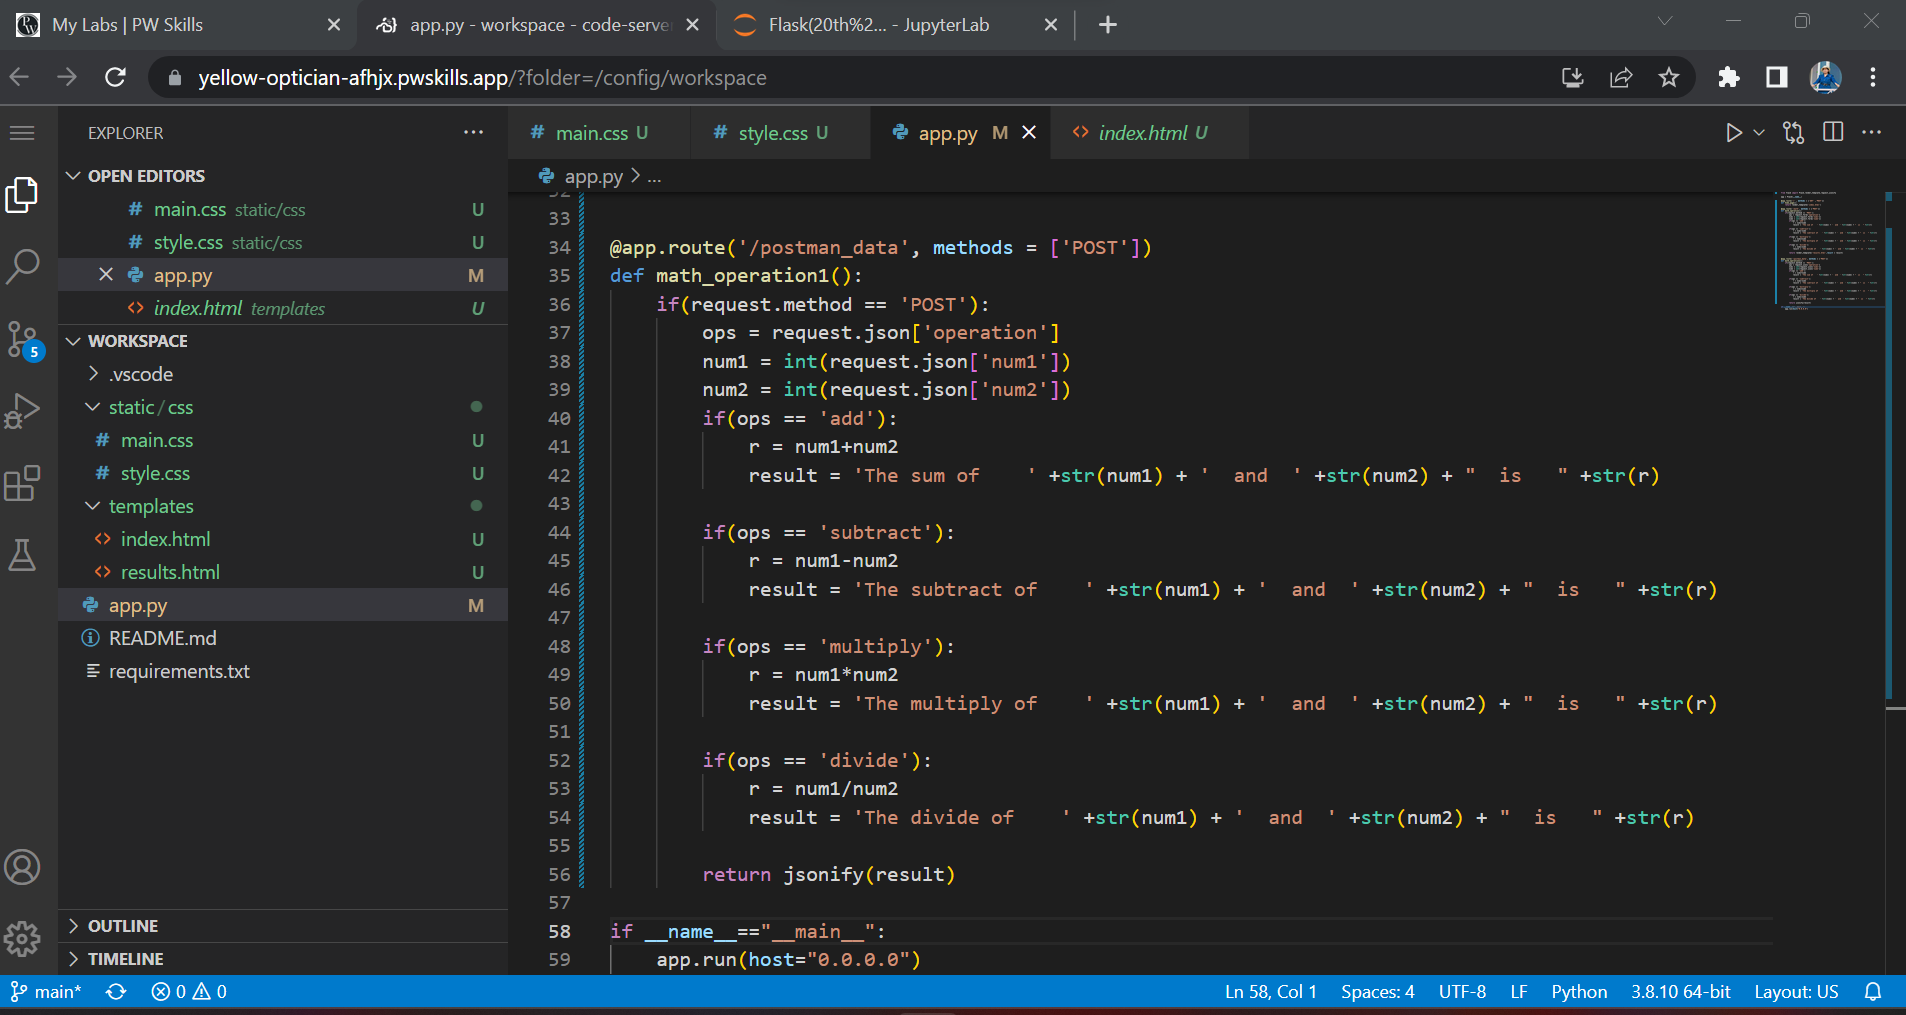 My Labs | PW Skills
app.py - workspace - code-serve
Flask(20th%2... - JupyterLab
yellow-optician-afhjx.pwskills.app/?folder=/config/workspace
EXPLORER
OPEN EDITORS
# main.css static/css U
# style.css static/css U
app.py M
<> index.html templates U
WORKSPACE
.vscode
static / css
# main.css U
# style.css U
templates
<> index.html U
<> results.html U
app.py M
README.md
requirements.txt
OUTLINE
TIMELINE
# main.css U
# style.css U
app.py M
<> index.html U
app.py > ...
32
33
34 @app.route('/postman_data', methods = ['POST'])
35 def math_operation1():
36 if(request.method == 'POST'):
37 ops = request.json['operation']
38 num1 = int(request.json['num1'])
39 num2 = int(request.json['num2'])
40 if(ops == 'add'):
41 r = num1+num2
42 result = 'The sum of    ' +str(num1) + '  and  ' +str(num2) + "  is   " +str(r)
43
44 if(ops == 'subtract'):
45 r = num1-num2
46 result = 'The subtract of    ' +str(num1) + '  and  ' +str(num2) + "  is   " +str(r)
47
48 if(ops == 'multiply'):
49 r = num1*num2
50 result = 'The multiply of    ' +str(num1) + '  and  ' +str(num2) + "  is   " +str(r)
51
52 if(ops == 'divide'):
53 r = num1/num2
54 result = 'The divide of    ' +str(num1) + '  and  ' +str(num2) + "  is   " +str(r)
55
56 return jsonify(result)
57
58 if __name__=="__main__":
59 app.run(host="0.0.0.0")
5
main* 0 0 Ln 58, Col 1 Spaces: 4 UTF-8 LF Python 3.8.10 64-bit Layout: US